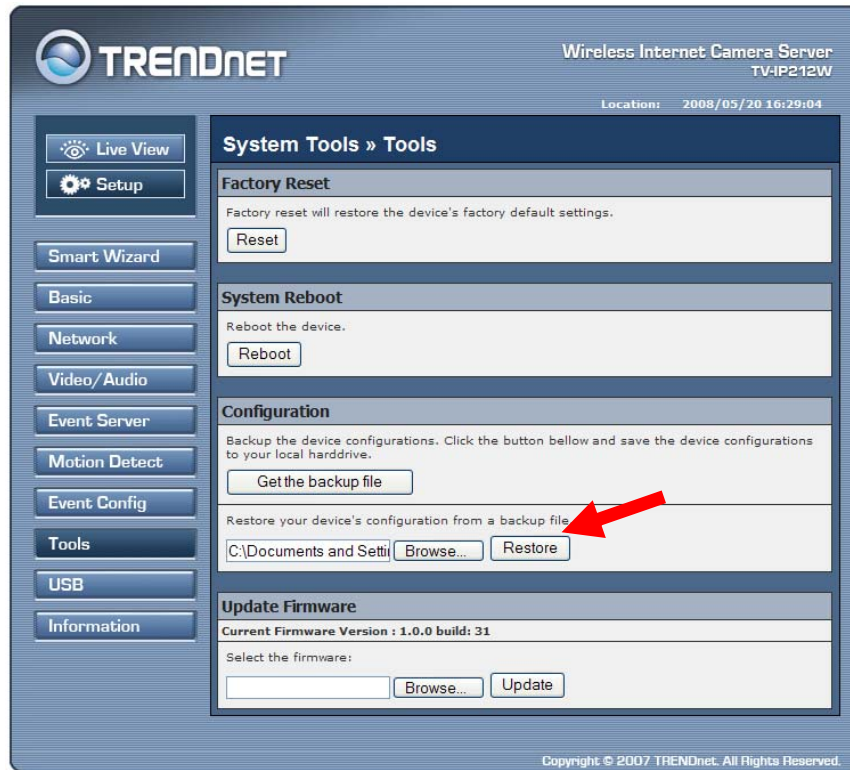 TRENDNET
Wireless Internet Camera Server
TV-IP212W
Location: 2008/05/20 16:29:04
Live View
Setup
Smart Wizard
Basic
Network
Video/Audio
Event Server
Motion Detect
Event Config
Tools
USB
Information
System Tools » Tools
Factory Reset
Factory reset will restore the device's factory default settings.
Reset
System Reboot
Reboot the device.
Reboot
Configuration
Backup the device configurations. Click the button bellow and save the device configurations
to your local harddrive.
Get the backup file
Restore your device's configuration from a backup file.
C:\Documents and Setti Browse... Restore
Update Firmware
Current Firmware Version : 1.0.0 build: 31
Select the firmware:
Browse... Update
Copyright © 2007 TRENDnet. All Rights Reserved.